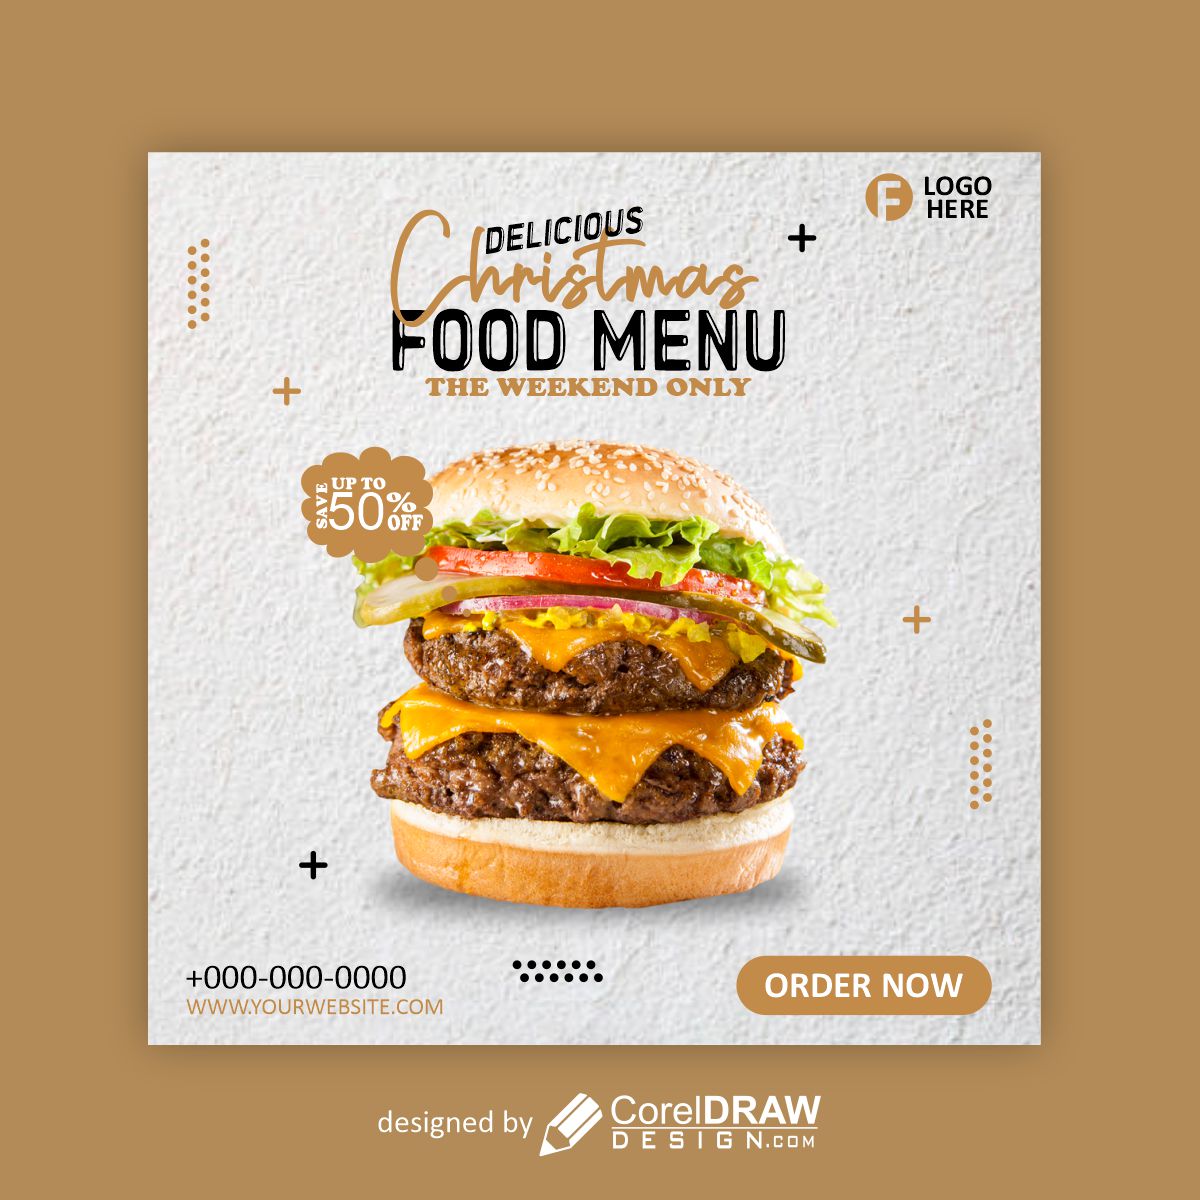 LOGO
HERE
DELICIOUS
Christmas
FOOD MENU
THE WEEKEND ONLY
SAVE
UP TO
50%
OFF
+000-000-0000
WWW.YOURWEBSITE.COM
ORDER NOW
designed by
CorelDRAW
DESIGN.COM